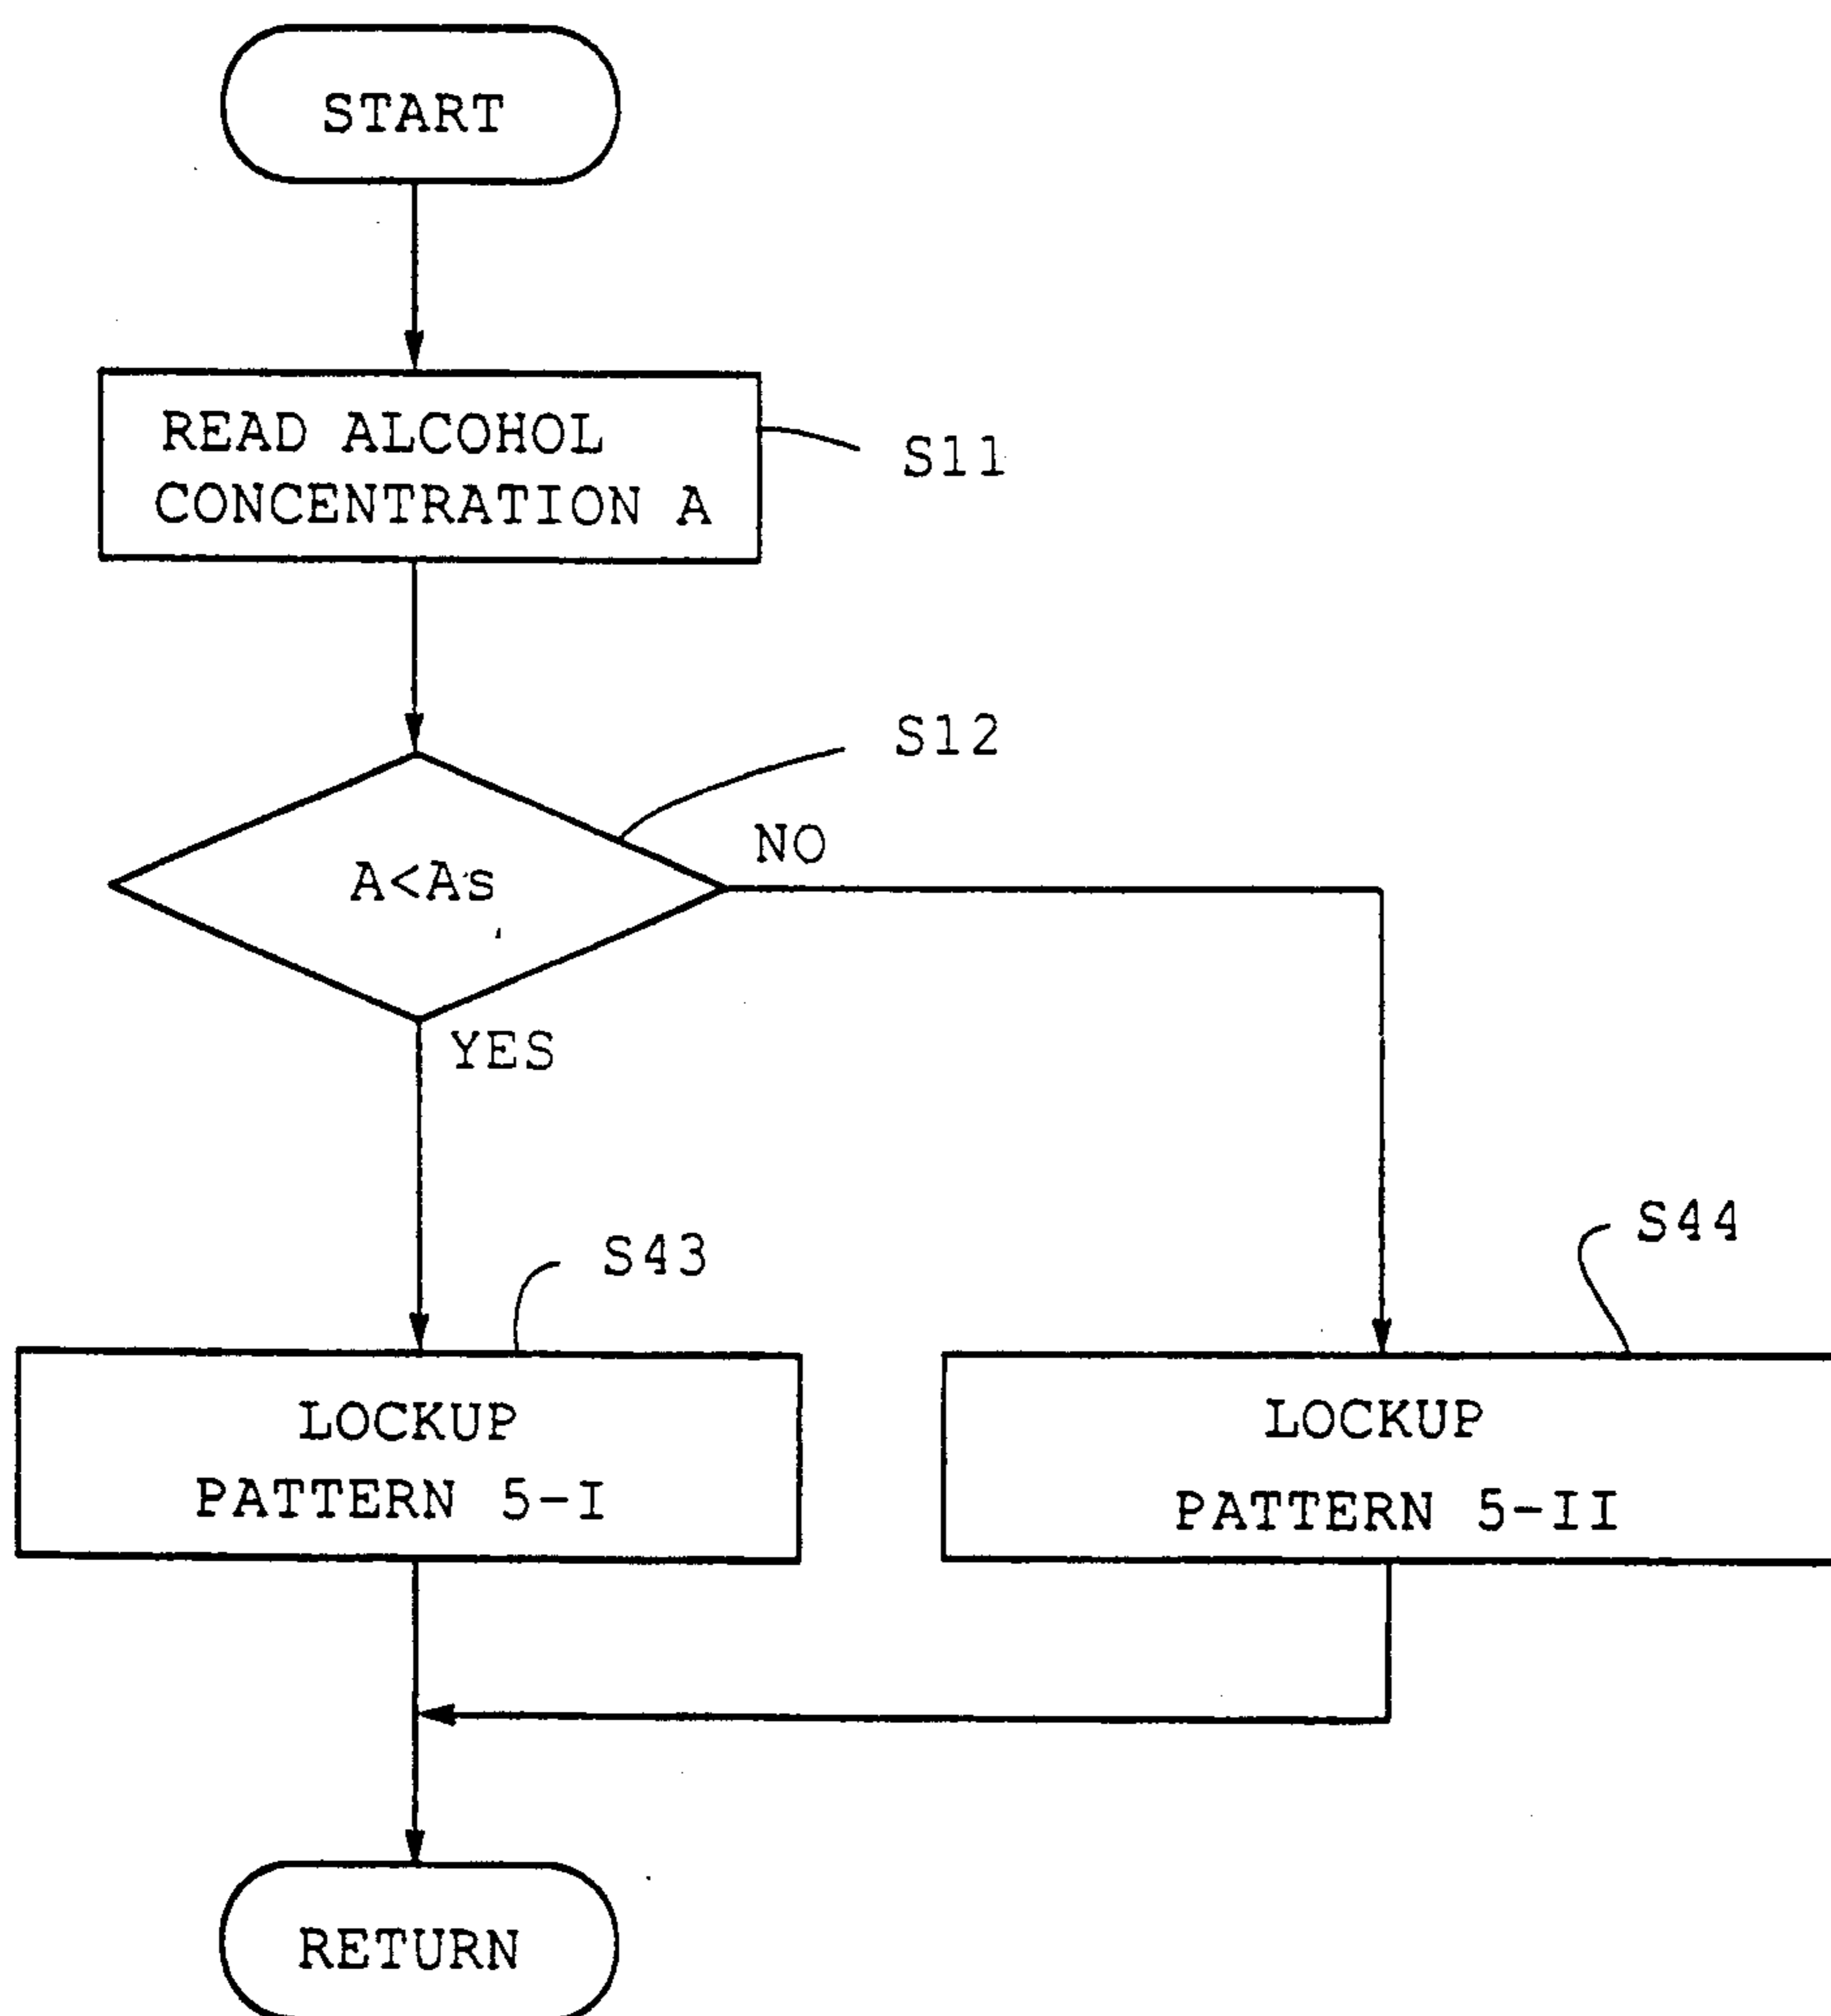 START
READ ALCOHOL
CONCENTRATION A
S11
S12
A<As
NO
YES
S43
S44
LOCKUP
PATTERN 5-I
LOCKUP
PATTERN 5-II
RETURN